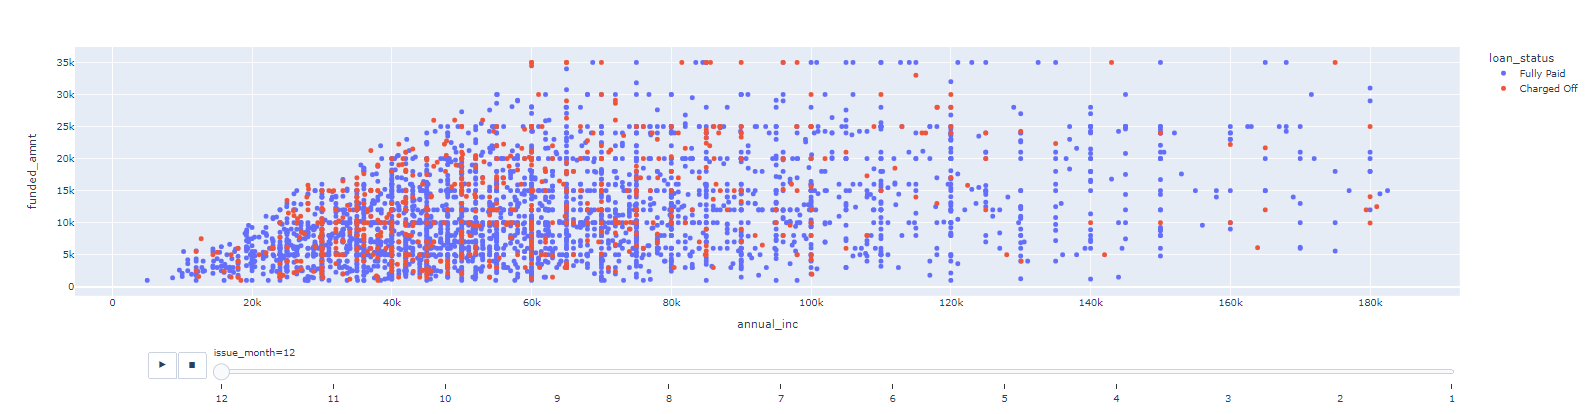 loan_status
Fully Paid
Charged Off
funded_amnt
35k
30k
25k
20k
15k
10k
5k
0
0 20k 40k 60k 80k 100k 120k 140k 160k 180k
annual_inc
issue_month=12
12 11 10 9 8 7 6 5 4 3 2 1